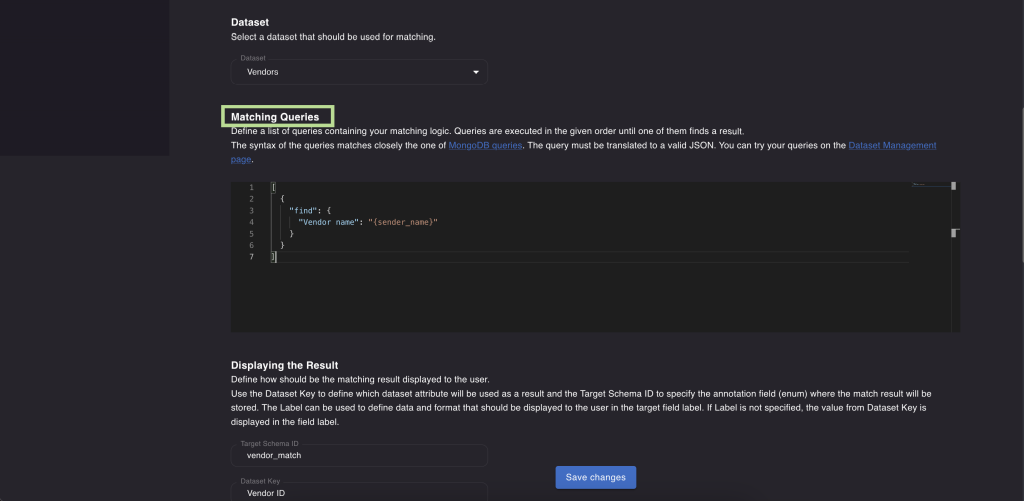 Dataset
Select a dataset that should be used for matching.
Dataset
Vendors
Matching Queries
Define a list of queries containing your matching logic. Queries are executed in the given order until one of them finds a result.
The syntax of the queries matches closely the one of MongoDB queries. The query must be translated to a valid JSON. You can try your queries on the Dataset Management
page.
1 [
2 {
3 "find": {
4 "Vendor name": "{sender_name}"
5 }
6 }
7 ]
Displaying the Result
Define how should be the matching result displayed to the user.
Use the Dataset Key to define which dataset attribute will be used as a result and the Target Schema ID to specify the annotation field (enum) where the match result will be
stored. The Label can be used to define data and format that should be displayed to the user in the target field label. If Label is not specified, the value from Dataset Key is
displayed in the field label.
Target Schema ID
vendor_match
Save changes
Dataset Key
Vendor ID